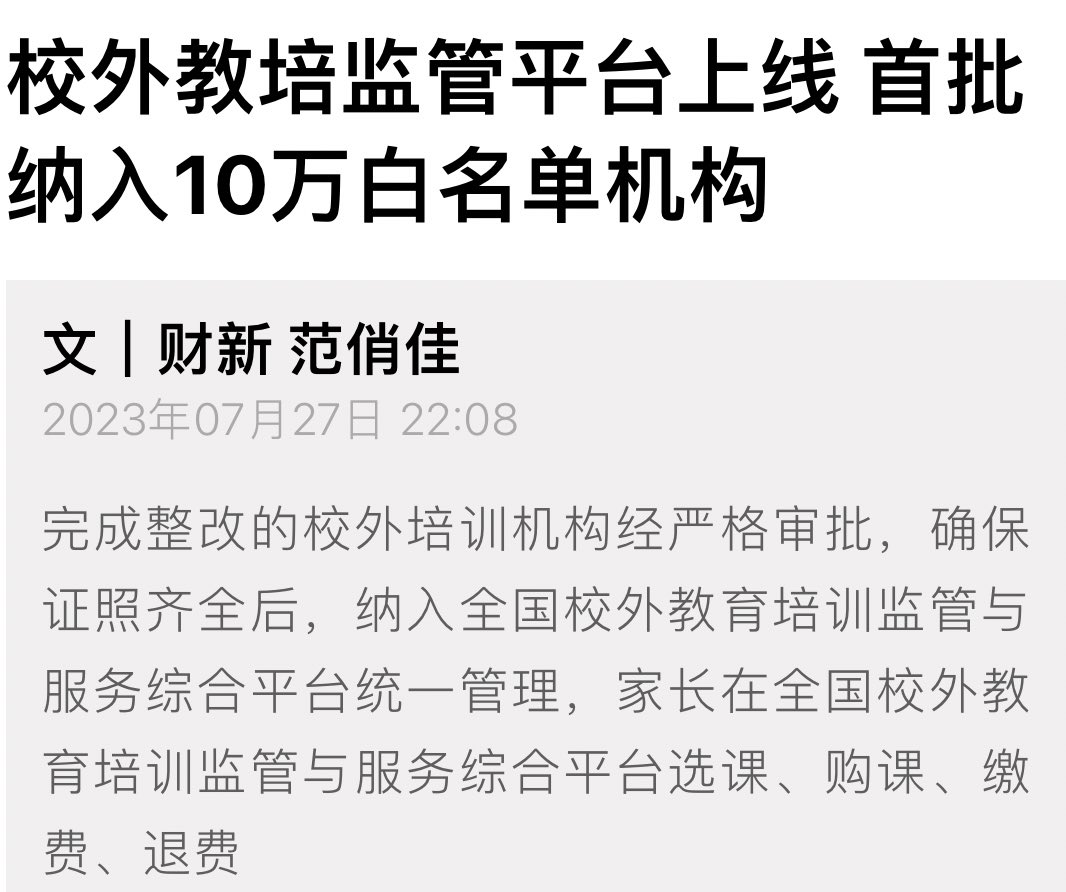 校外教培监管平台上线 首批
纳入10万白名单机构
文｜财新 范俏佳
2023年07月27日 22:08
完成整改的校外培训机构经严格审批，确保
证照齐全后，纳入全国校外教育培训监管与
服务综合平台统一管理，家长在全国校外教
育培训监管与服务综合平台选课、购课、缴
费、退费